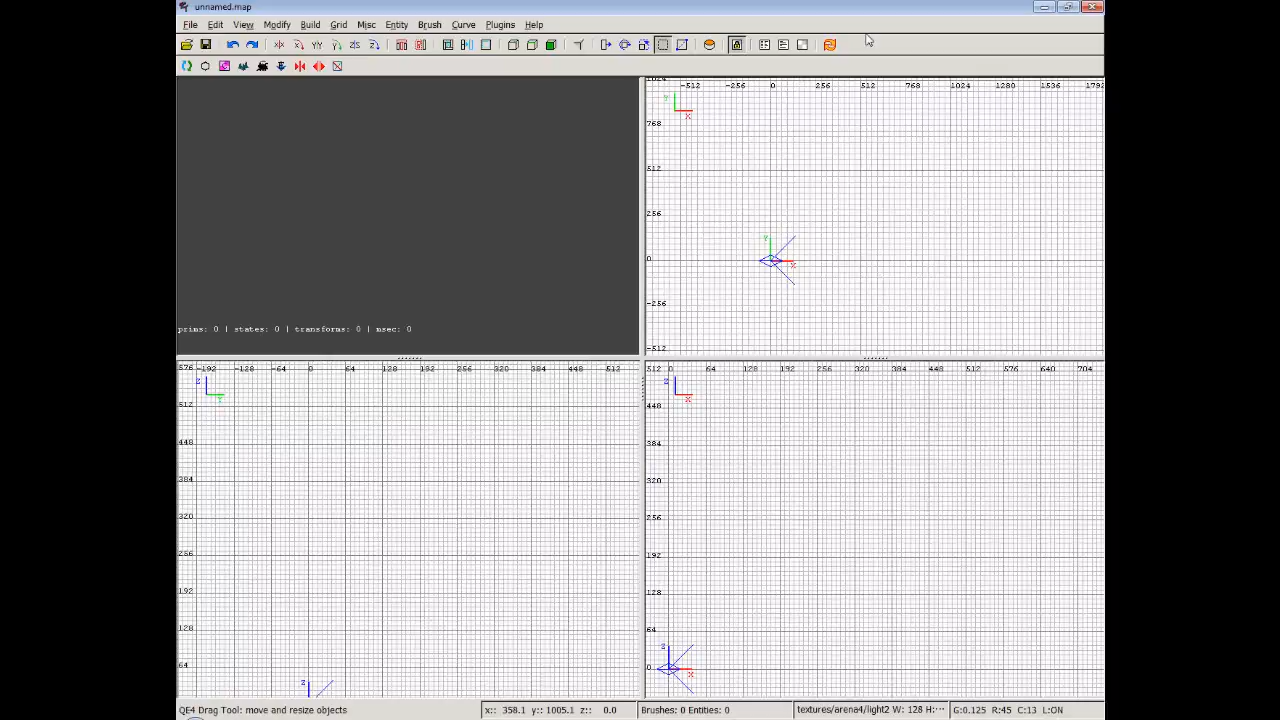 unnamed.map
File Edit View Modify Build Grid Misc Entity Brush Curve Plugins Help
prims: 0 | states: 0 | transforms: 0 | msec: 0
1024 -512 -256 0 256 512 768 1024 1280 1536 1792
Y
X
768
512
256
Y
0
X
-256
-512
576 -192 -128 -64 0 64 128 192 256 320 384 448 512
Z
Y
512
448
384
320
256
192
128
64
Z
512 0 64 128 192 256 320 384 448 512 576 640 704
Z
X
448
384
320
256
192
128
64
Z
0
X
QE4 Drag Tool: move and resize objects
x:: 358.1 y:: 1005.1 z:: 0.0
Brushes: 0 Entities: 0
textures/arena4/light2 W: 128 H:···
G:0.125 R:45 C:13 L:ON